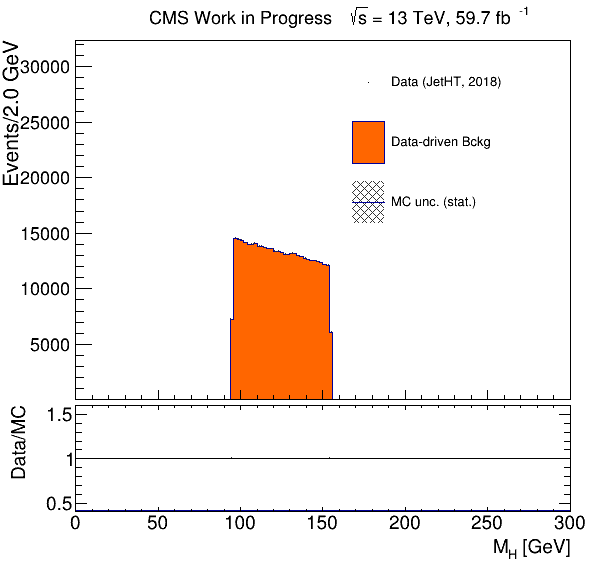 CMS Work in Progress √s = 13 TeV, 59.7 fb⁻¹
Events/2.0 GeV
30000
25000
20000
15000
10000
5000
Data (JetHT, 2018)
Data-driven Bckg
MC unc. (stat.)
Data/MC
1.5
1
0.5
0 50 100 150 200 250 300
M_H [GeV]